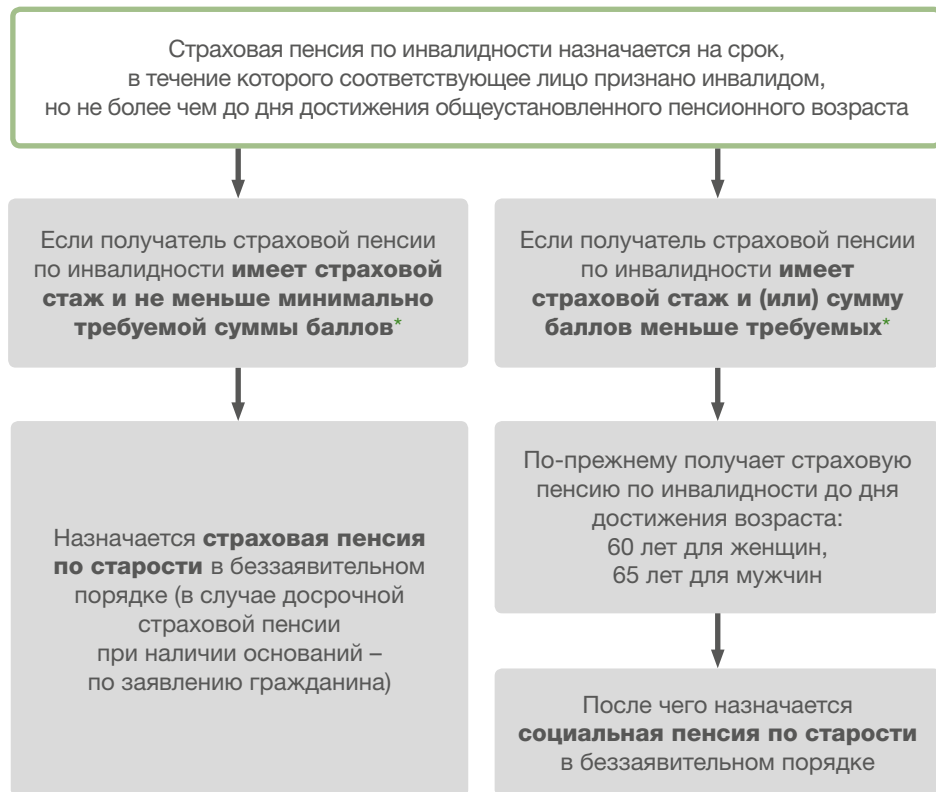 Страховая пенсия по инвалидности назначается на срок,
в течение которого соответствующее лицо признано инвалидом,
но не более чем до дня достижения общеустановленного пенсионного возраста
Если получатель страховой пенсии
по инвалидности имеет страховой
стаж и не меньше минимально
требуемой суммы баллов*
Назначается страховая пенсия
по старости в беззаявительном
порядке (в случае досрочной
страховой пенсии
при наличии оснований –
по заявлению гражданина)
Если получатель страховой пенсии
по инвалидности имеет
страховой стаж и (или) сумму
баллов меньше требуемых*
По-прежнему получает страховую
пенсию по инвалидности до дня
достижения возраста:
60 лет для женщин,
65 лет для мужчин
После чего назначается
социальная пенсия по старости
в беззаявительном порядке